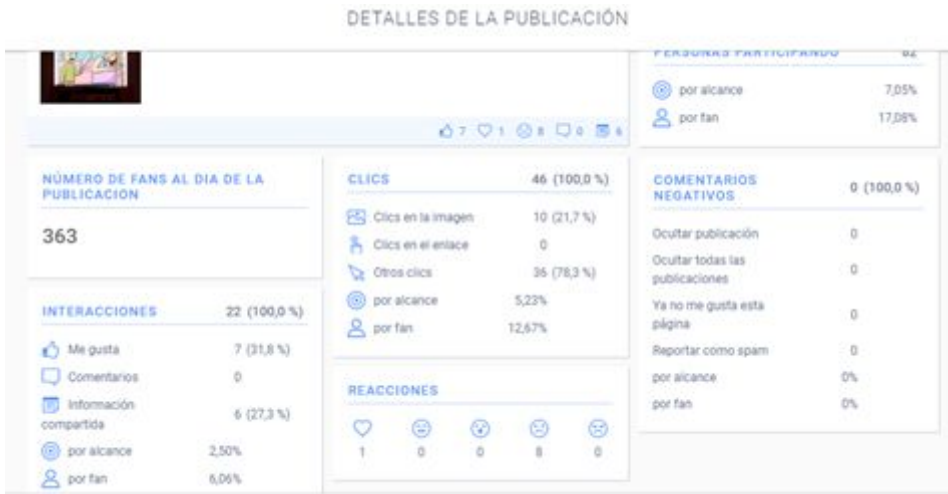 DETALLES DE LA PUBLICACIÓN
PERSONAS PARTICIPANDO 62
por alcance 7,05%
por fan 17,08%
7 1 8 0 6
NÚMERO DE FANS AL DIA DE LA
PUBLICACION
363
INTERACCIONES 22 (100,0 %)
Me gusta 7 (31,8 %)
Comentarios 0
Información
compartida 6 (27,3 %)
por alcance 2,50%
por fan 6,06%
CLICS 46 (100,0 %)
Clics en la imagen 10 (21,7 %)
Clics en el enlace 0
Otros clics 36 (78,3 %)
por alcance 5,23%
por fan 12,67%
REACCIONES
1 0 0 8 0
COMENTARIOS
NEGATIVOS 0 (100,0 %)
Ocultar publicación 0
Ocultar todas las
publicaciones 0
Ya no me gusta esta
página 0
Reportar como spam 0
por alcance 0%
por fan 0%